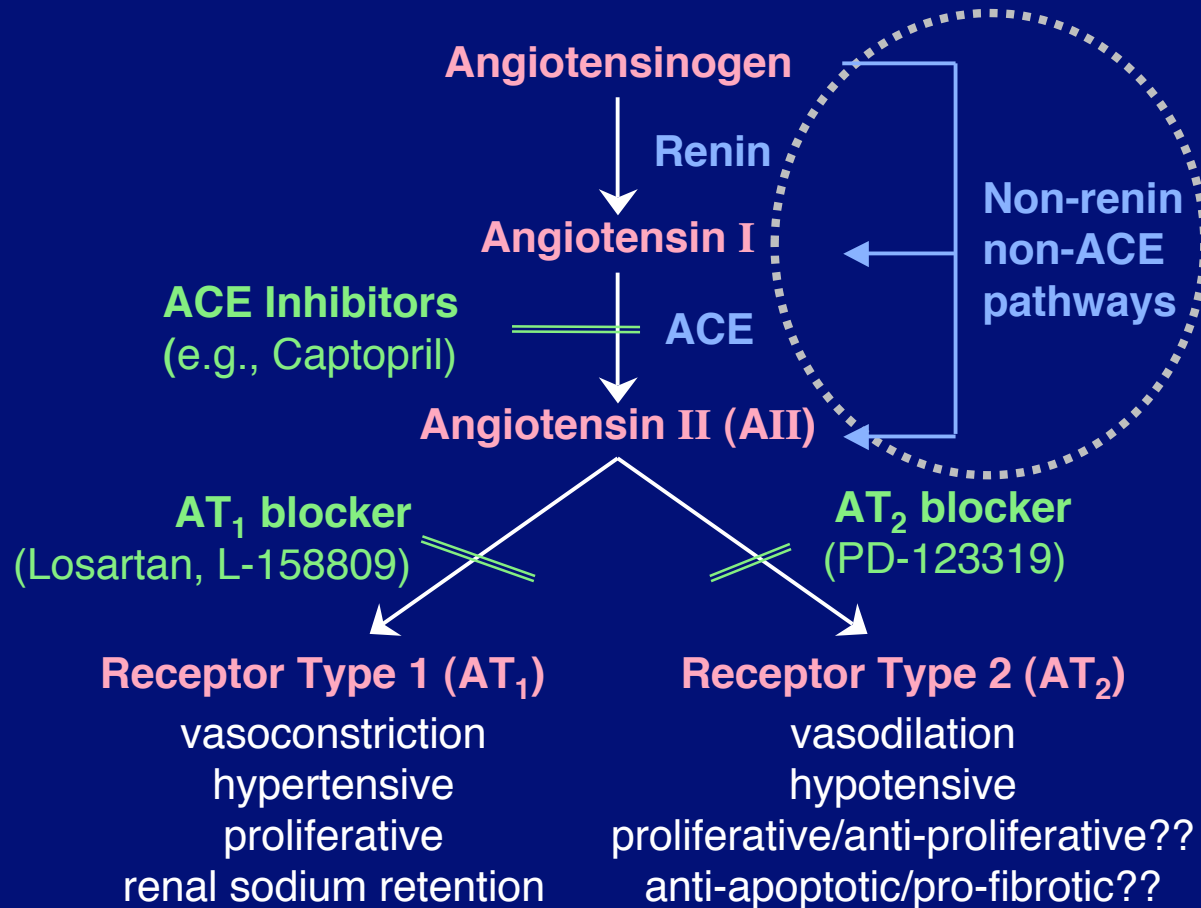 Angiotensinogen
Renin
Angiotensin I
Non-renin
non-ACE
pathways
ACE Inhibitors
(e.g., Captopril)
ACE
Angiotensin II (AII)
AT₁ blocker
(Losartan, L-158809)
AT₂ blocker
(PD-123319)
Receptor Type 1 (AT₁)
vasoconstriction
hypertensive
proliferative
renal sodium retention
Receptor Type 2 (AT₂)
vasodilation
hypotensive
proliferative/anti-proliferative??
anti-apoptotic/pro-fibrotic??